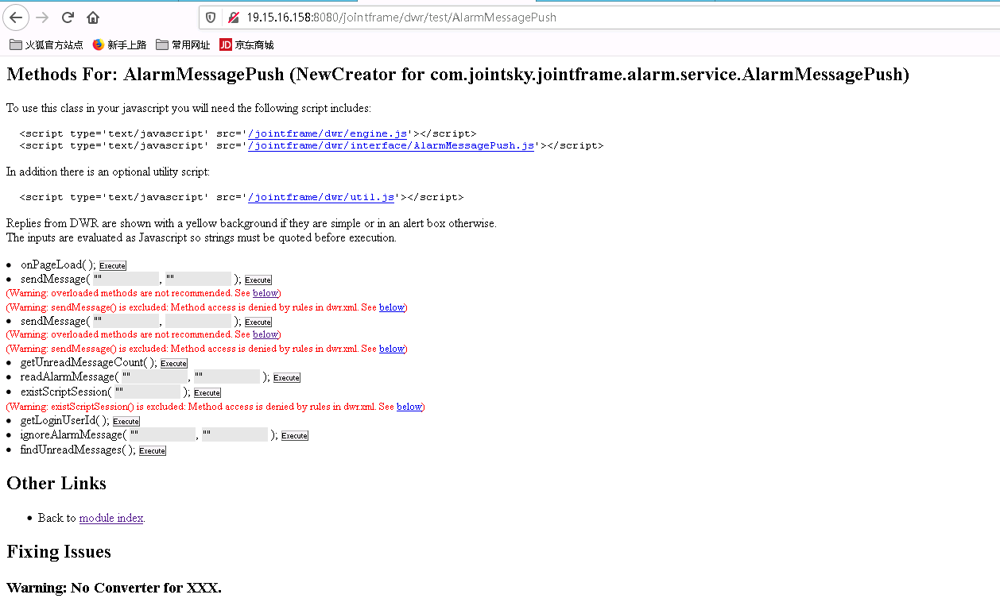 19.15.16.158:8080/jointframe/dwr/test/AlarmMessagePush
火狐官方站点 新手上路 常用网址 JD 京东商城
Methods For: AlarmMessagePush (NewCreator for com.jointsky.jointframe.alarm.service.AlarmMessagePush)
To use this class in your javascript you will need the following script includes:
<script type='text/javascript' src='/jointframe/dwr/engine.js'></script>
<script type='text/javascript' src='/jointframe/dwr/interface/AlarmMessagePush.js'></script>
In addition there is an optional utility script:
<script type='text/javascript' src='/jointframe/dwr/util.js'></script>
Replies from DWR are shown with a yellow background if they are simple or in an alert box otherwise.
The inputs are evaluated as Javascript so strings must be quoted before execution.
• onPageLoad( ); Execute
• sendMessage( "" , "" ); Execute
(Warning: overloaded methods are not recommended. See below)
(Warning: sendMessage() is excluded: Method access is denied by rules in dwr.xml. See below)
• sendMessage( "" , ); Execute
(Warning: overloaded methods are not recommended. See below)
(Warning: sendMessage() is excluded: Method access is denied by rules in dwr.xml. See below)
• getUnreadMessageCount( ); Execute
• readAlarmMessage( "" , "" ); Execute
• existScriptSession( "" ); Execute
(Warning: existScriptSession() is excluded: Method access is denied by rules in dwr.xml. See below)
• getLoginUserId( ); Execute
• ignoreAlarmMessage( "" , "" ); Execute
• findUnreadMessages( ); Execute
Other Links
• Back to module index.
Fixing Issues
Warning: No Converter for XXX.